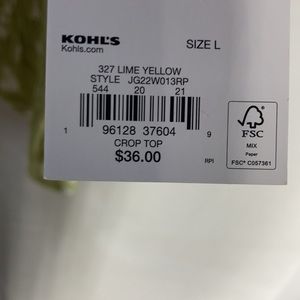 KOHL'S
Kohls.com
SIZE L
327 LIME YELLOW
STYLE JG22W013RP
544 20 21
1 96128 37604 9
CROP TOP
$36.00
RPI
FSC
MIX
Paper
FSC® C057361